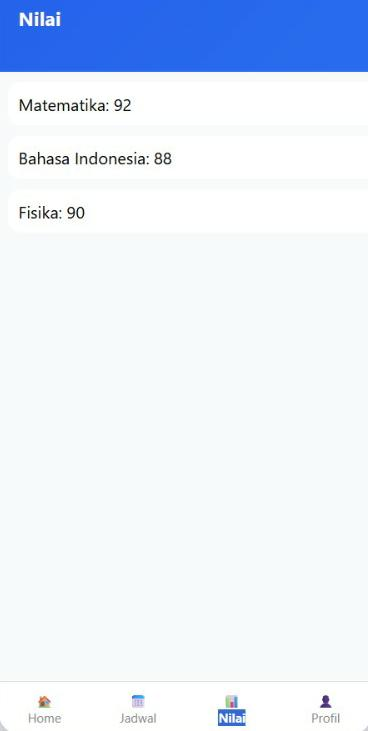 Nilai
Matematika: 92
Bahasa Indonesia: 88
Fisika: 90
Home
Jadwal
Nilai
Profil